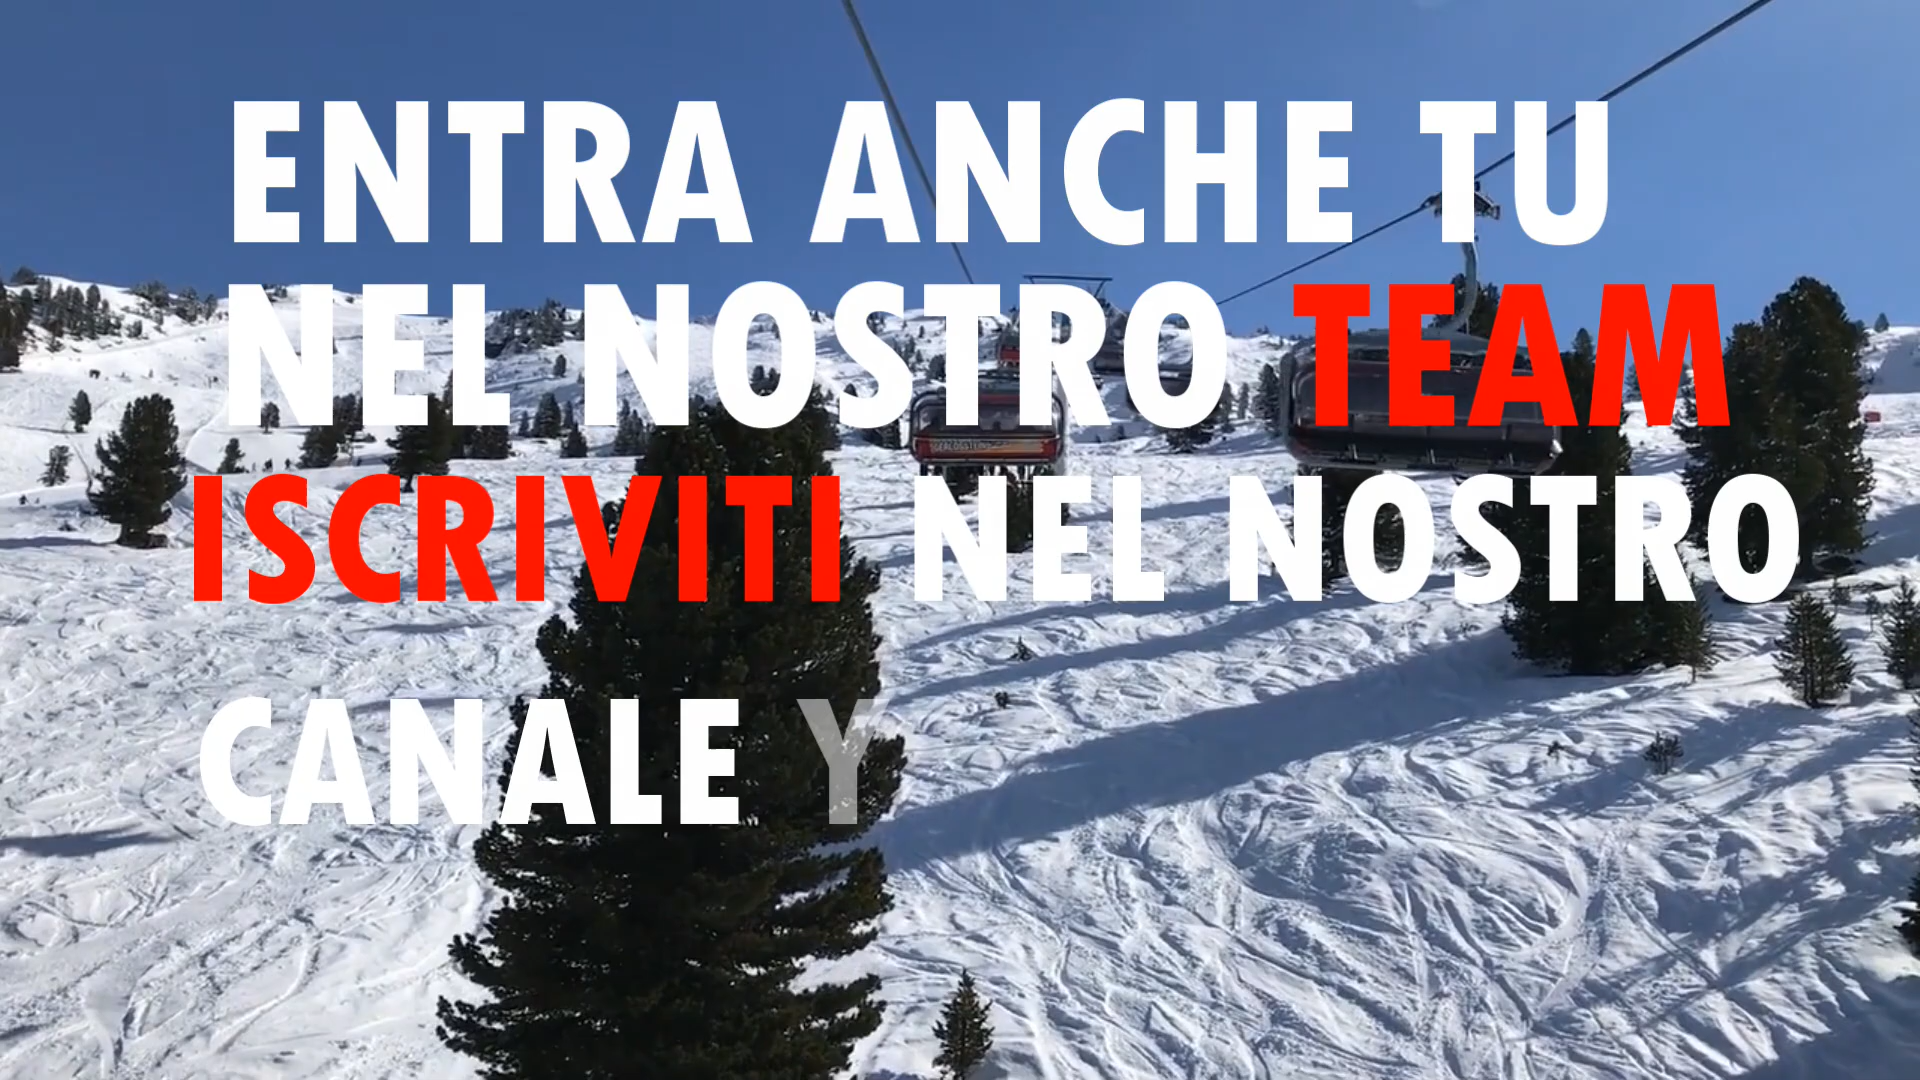 ENTRA ANCHE TU
NEL NOSTRO TEAM
ISCRIVITI NEL NOSTRO
CANALE Y